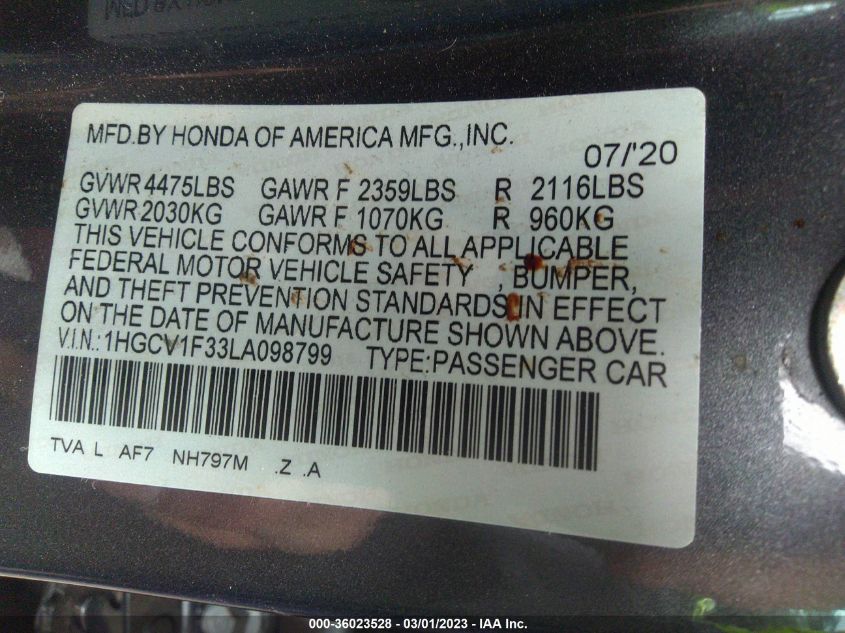 MFD.BY HONDA OF AMERICA MFG.,INC.
07/'20
GVWR 4475LBS GAWR F 2359LBS R 2116LBS
GVWR 2030KG GAWR F 1070KG R 960KG
THIS VEHICLE CONFORMS TO ALL APPLICABLE
FEDERAL MOTOR VEHICLE SAFETY , BUMPER,
AND THEFT PREVENTION STANDARDS IN EFFECT
ON THE DATE OF MANUFACTURE SHOWN ABOVE.
V.I.N.:1HGCV1F33LA098799 TYPE:PASSENGER CAR
TVA L AF7 NH797M .Z .A
000-36023528 - 03/01/2023 - IAA Inc.